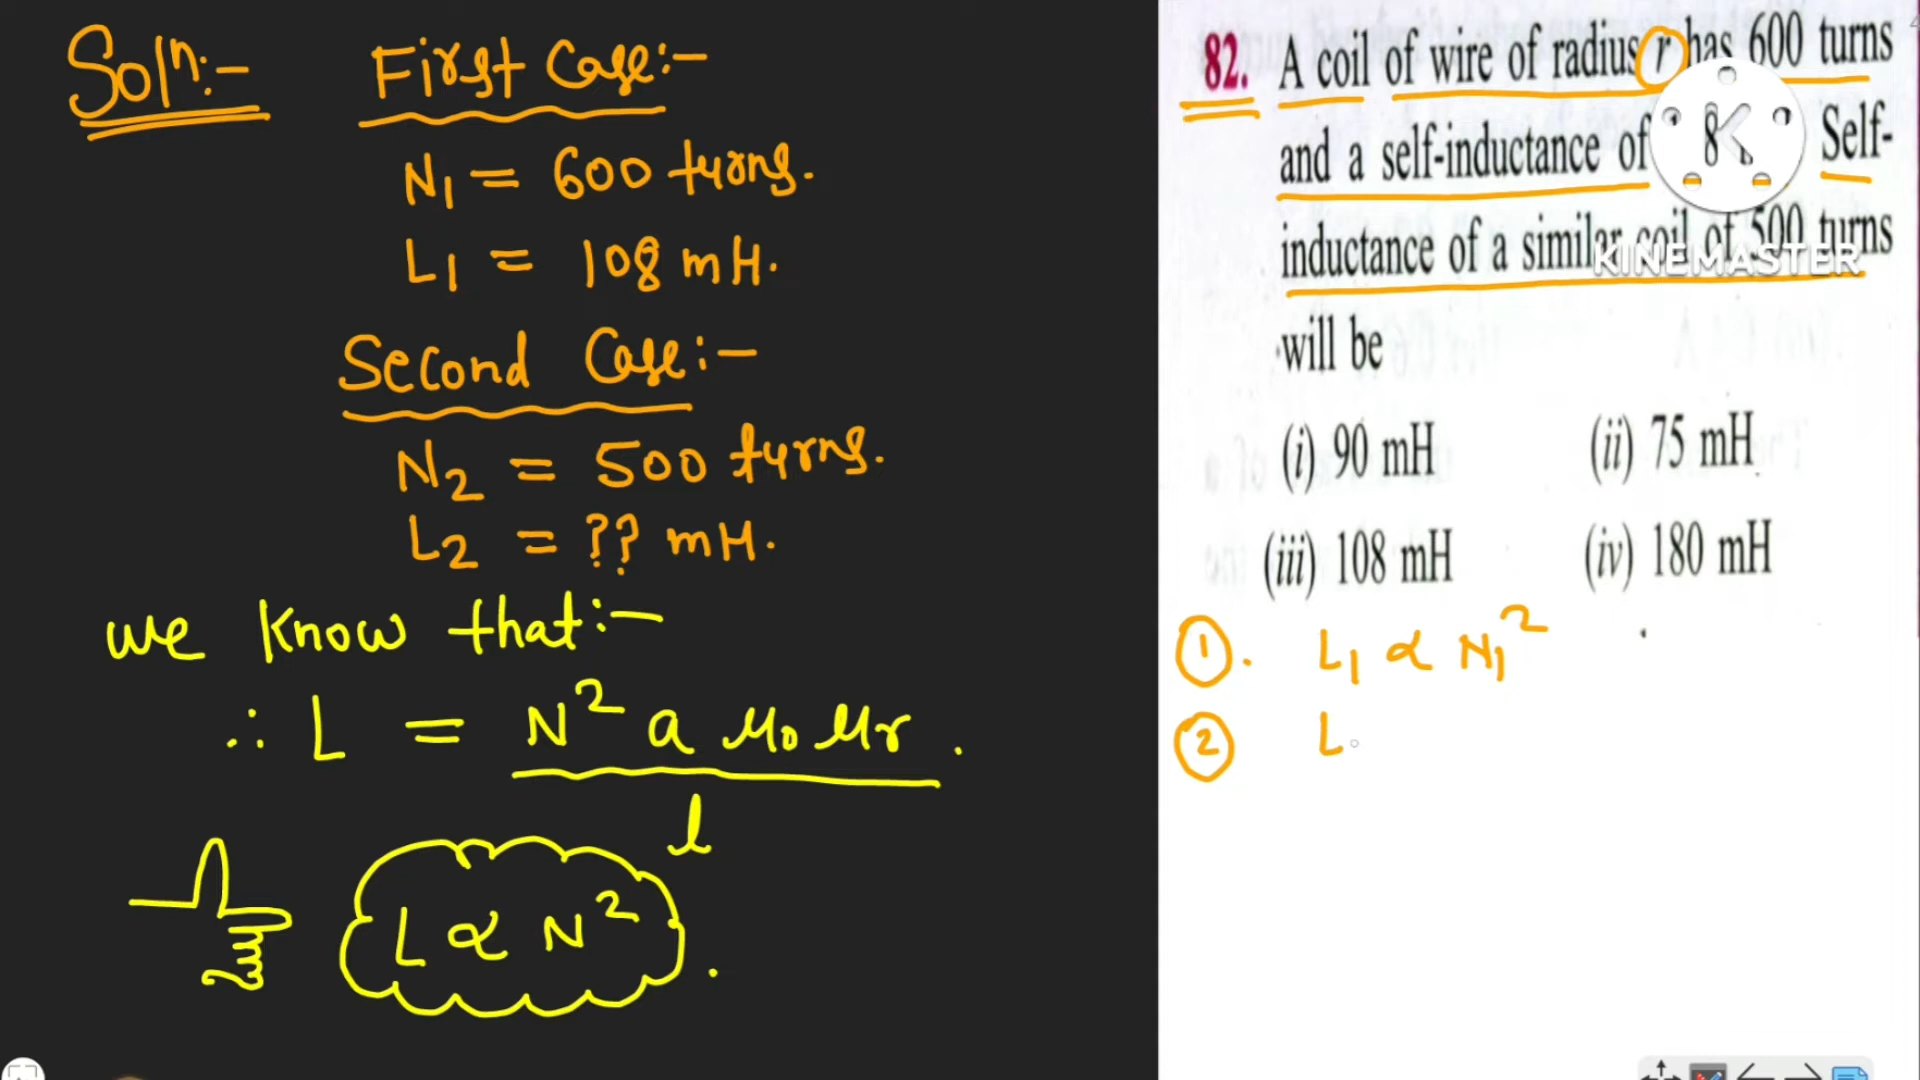 Soln:-
First Case:-
N1 = 600 turns.
L1 = 108 mH.
Second Case:-
N2 = 500 turns.
L2 = ?? mH.
we know that:-
∴ L = N² a μ0 μr .
l
L ∝ N² .
82. A coil of wire of radius r has 600 turns
and a self-inductance of 8 Self-
inductance of a similar coil of 500 turns
KINEMASTER
will be
(i) 90 mH (ii) 75 mH
(iii) 108 mH (iv) 180 mH
1. L1 ∝ N1²
2 L